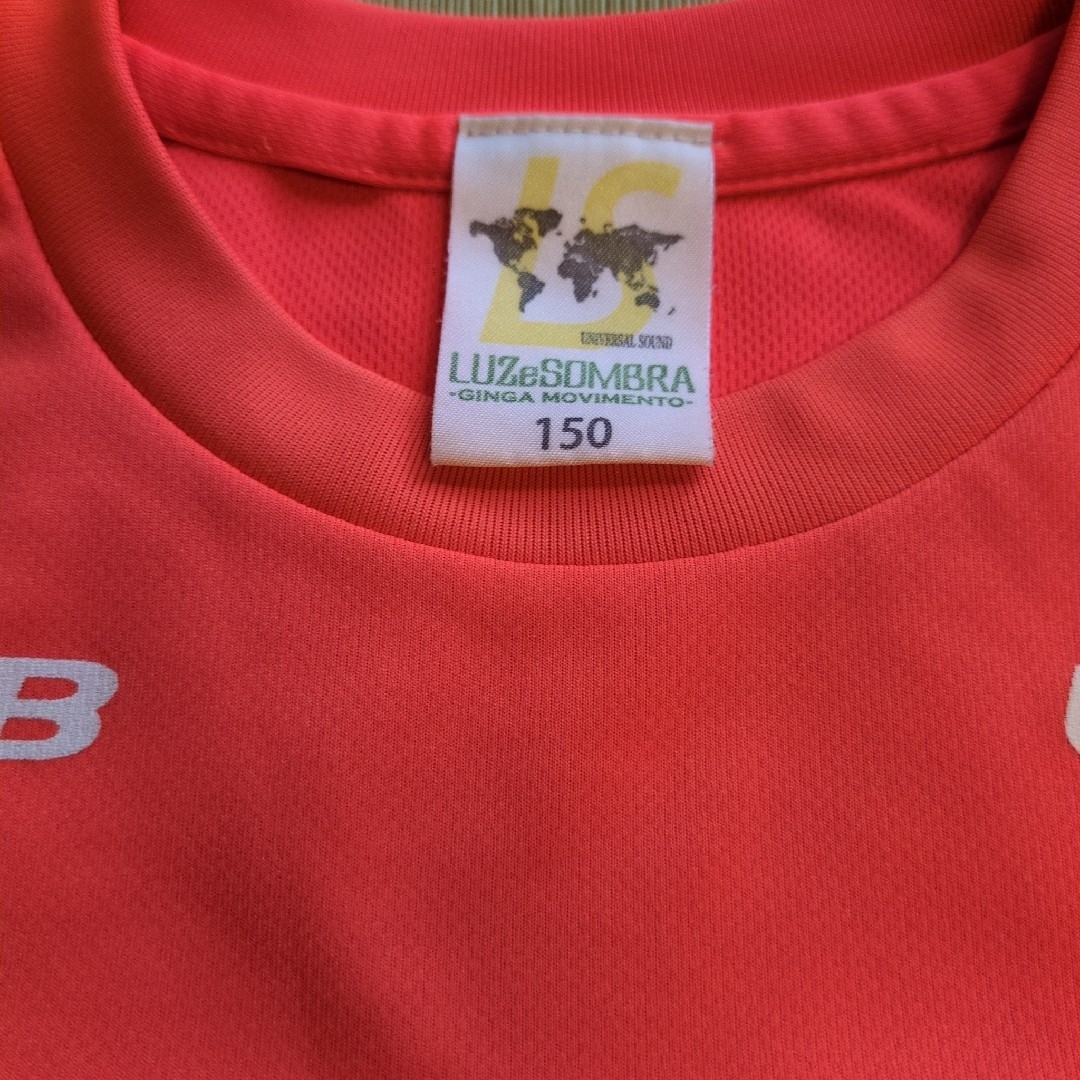 LS
UNIVERSAL SOUND
LUZeSOMBRA
-GINGA MOVIMENTO-
150
B